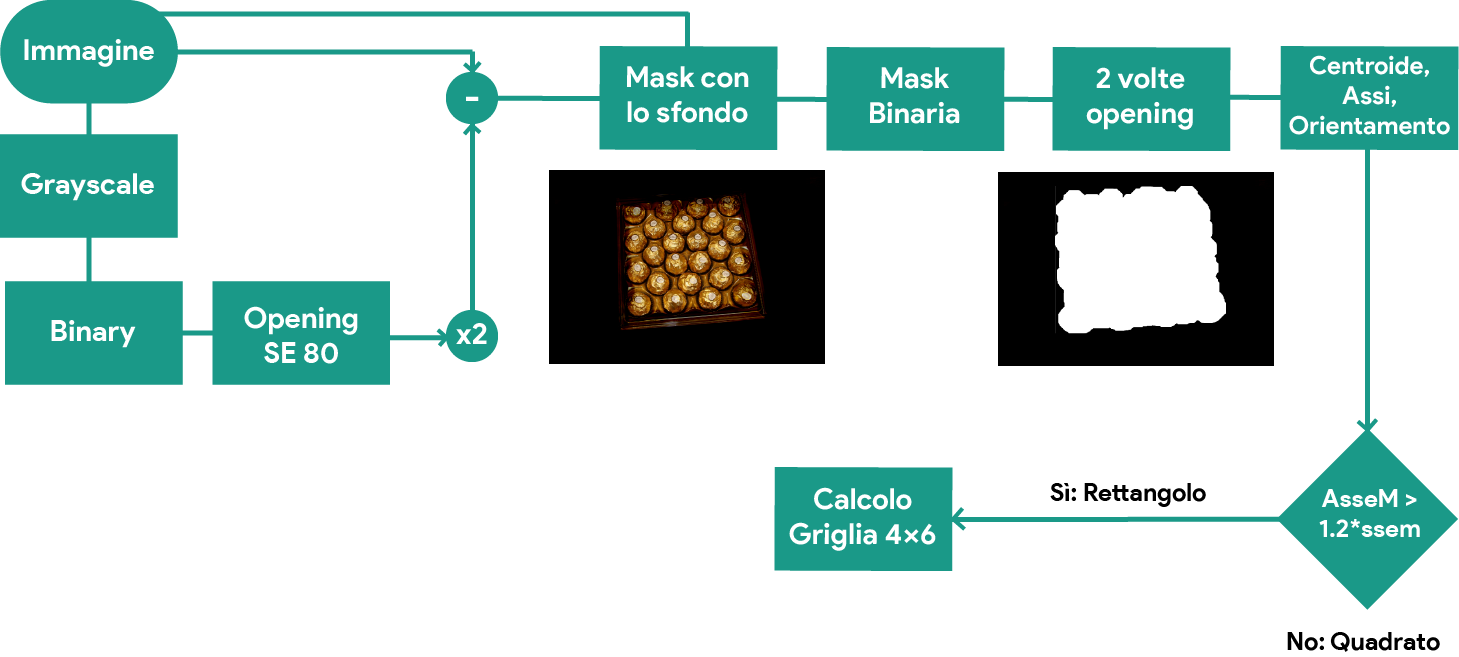 Immagine
-
Mask con
lo sfondo
Mask
Binaria
2 volte
opening
Centroide,
Assi,
Orientamento
Grayscale
Binary
Opening
SE 80
x2
AsseM >
1.2*ssem
Sì: Rettangolo
Calcolo
Griglia 4×6
No: Quadrato